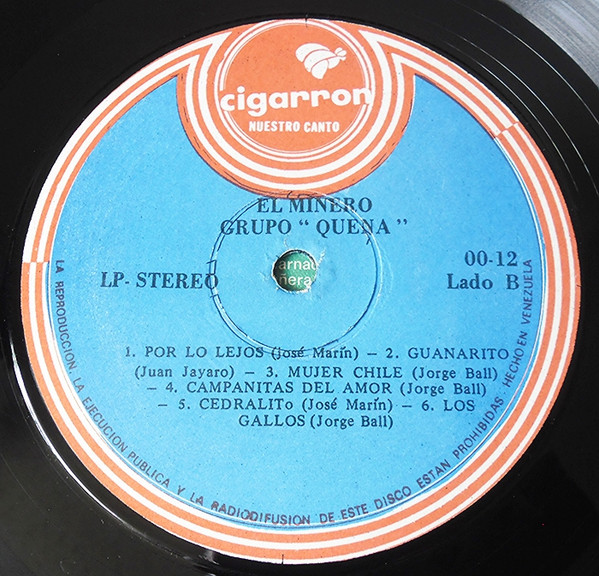 cigarron
NUESTRO CANTO
EL MINERO
GRUPO “ QUENA ”
LP- STEREO
00-12
Lado B
1. POR LO LEJOS (José Marín) — 2. GUANARITO
(Juan Jayaro) — 3. MUJER CHILE (Jorge Ball)
— 4. CAMPANITAS DEL AMOR (Jorge Ball)
— 5. CEDRALITo (José Marín) — 6. LOS
GALLOS (Jorge Ball)
LA REPRODUCCION, LA EJECUCION PUBLICA Y LA RADIODIFUSION DE ESTE DISCO ESTAN PROHIBIDAS. HECHO EN VENEZUELA